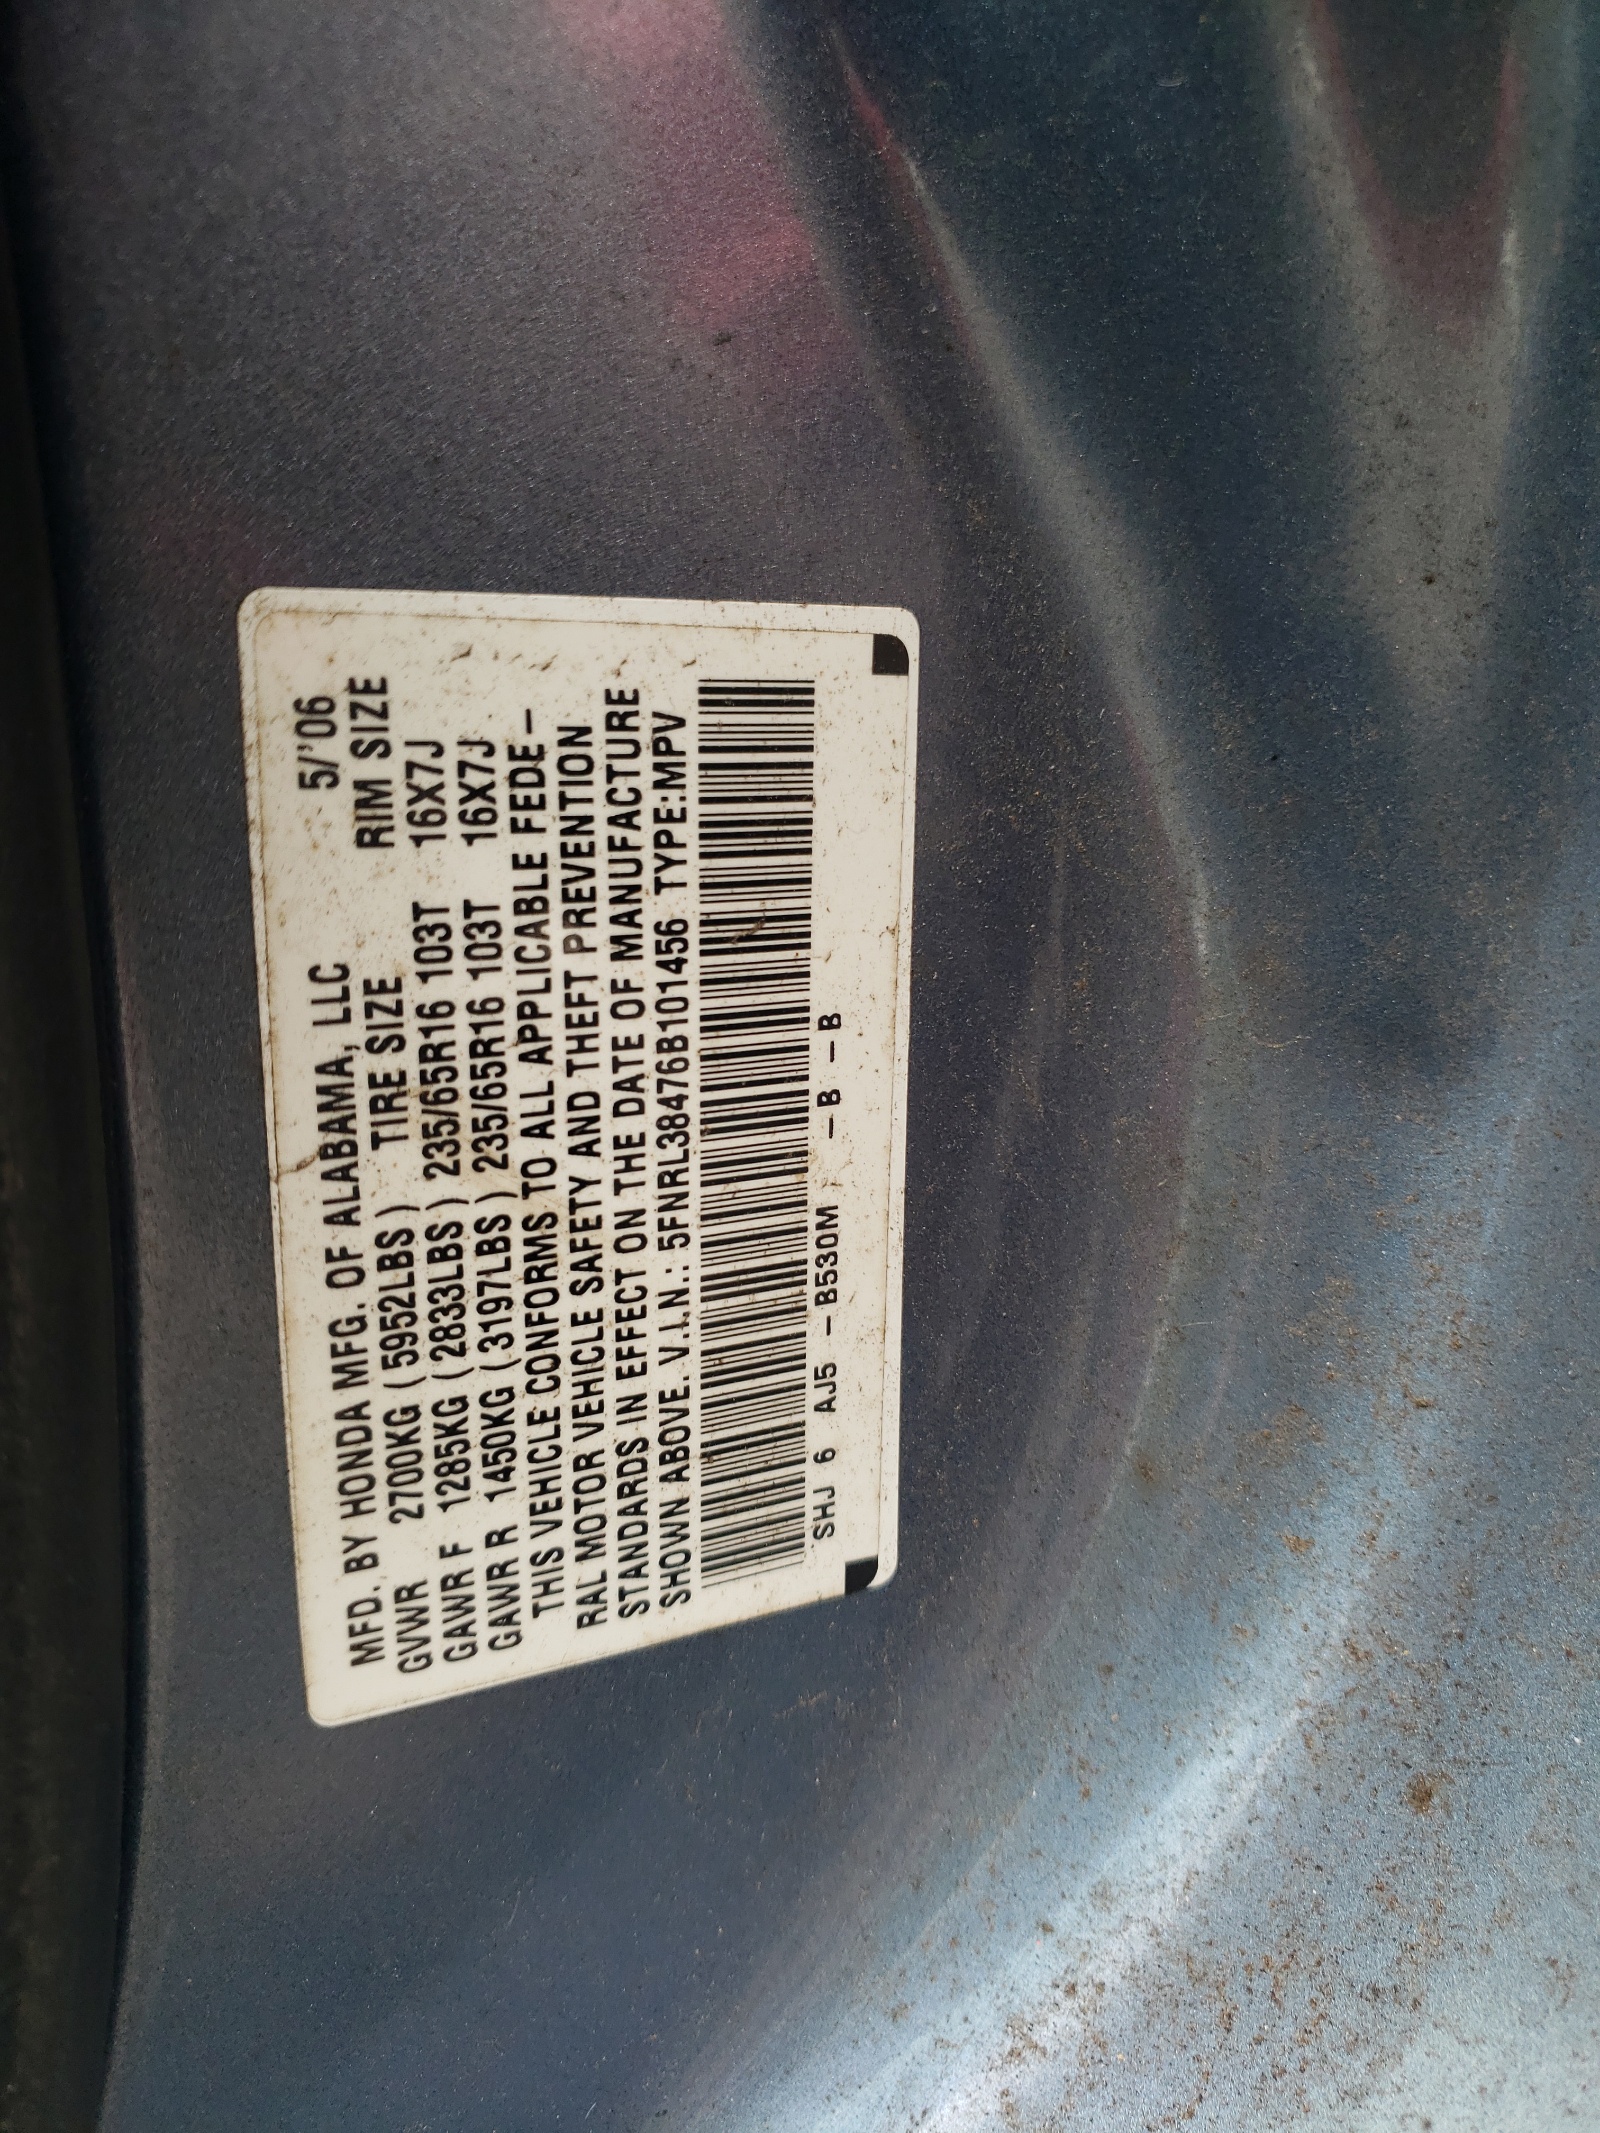 MFD. BY HONDA MFG. OF ALABAMA, LLC 5/'06
GVWR 2700KG (5952LBS) TIRE SIZE RIM SIZE
GAWR F 1285KG (2833LBS) 235/65R16 103T 16X7J
GAWR R 1450KG (3197LBS) 235/65R16 103T 16X7J
THIS VEHICLE CONFORMS TO ALL APPLICABLE FEDE-
RAL MOTOR VEHICLE SAFETY AND THEFT PREVENTION
STANDARDS IN EFFECT ON THE DATE OF MANUFACTURE
SHOWN ABOVE. V.I.N.: 5FNRL38476B101456 TYPE:MPV
SHJ 6 AJ5 – B530M – B – B